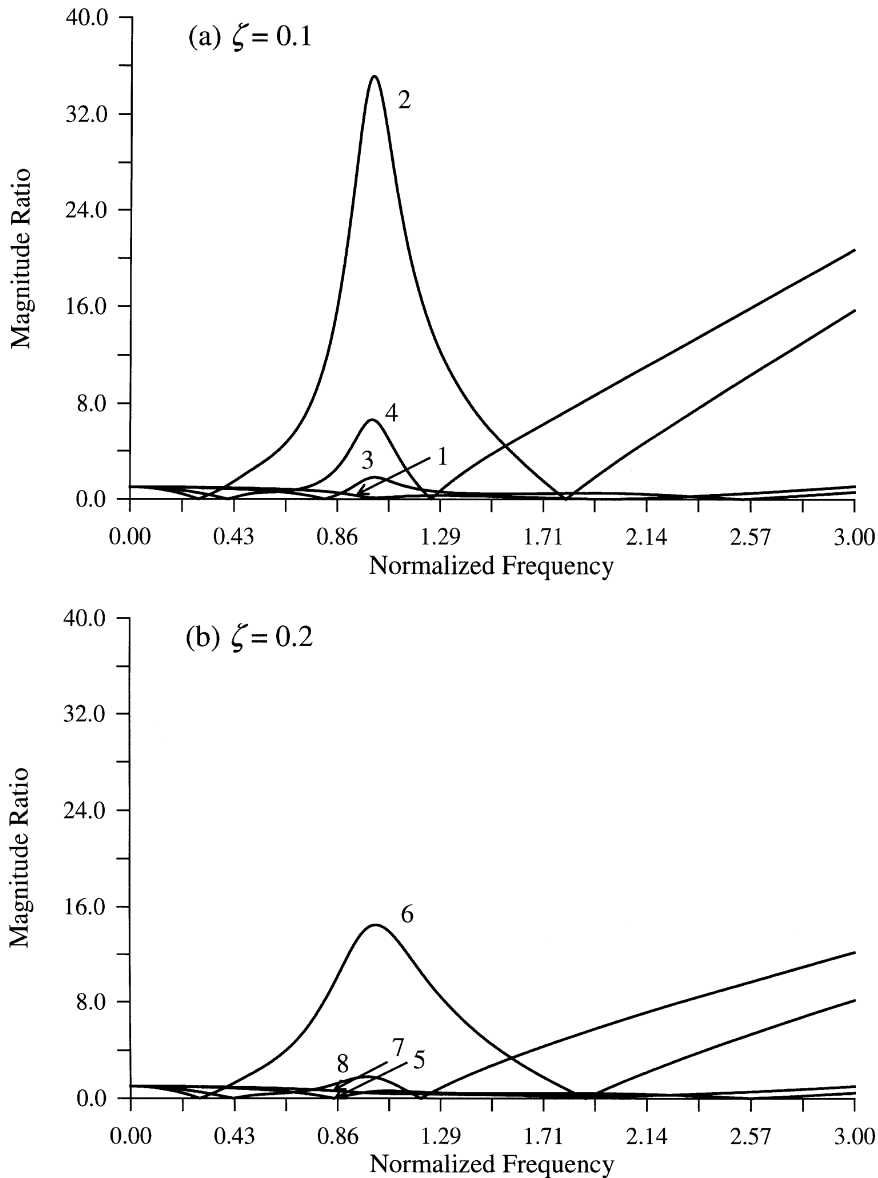 (a) ζ = 0.1
40.0
32.0
24.0
16.0
8.0
0.0
Magnitude Ratio
2
4
3
1
0.00 0.43 0.86 1.29 1.71 2.14 2.57 3.00
Normalized Frequency
(b) ζ = 0.2
40.0
32.0
24.0
16.0
8.0
0.0
Magnitude Ratio
6
7
5
8
0.00 0.43 0.86 1.29 1.71 2.14 2.57 3.00
Normalized Frequency